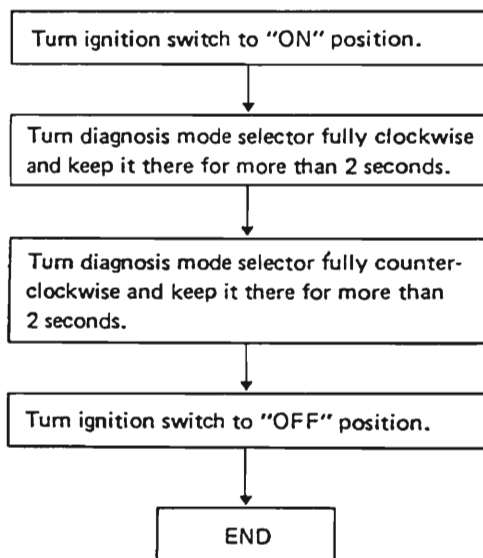 Turn ignition switch to "ON" position.
Turn diagnosis mode selector fully clockwise
and keep it there for more than 2 seconds.
Turn diagnosis mode selector fully counter-
clockwise and keep it there for more than
2 seconds.
Turn ignition switch to "OFF" position.
END